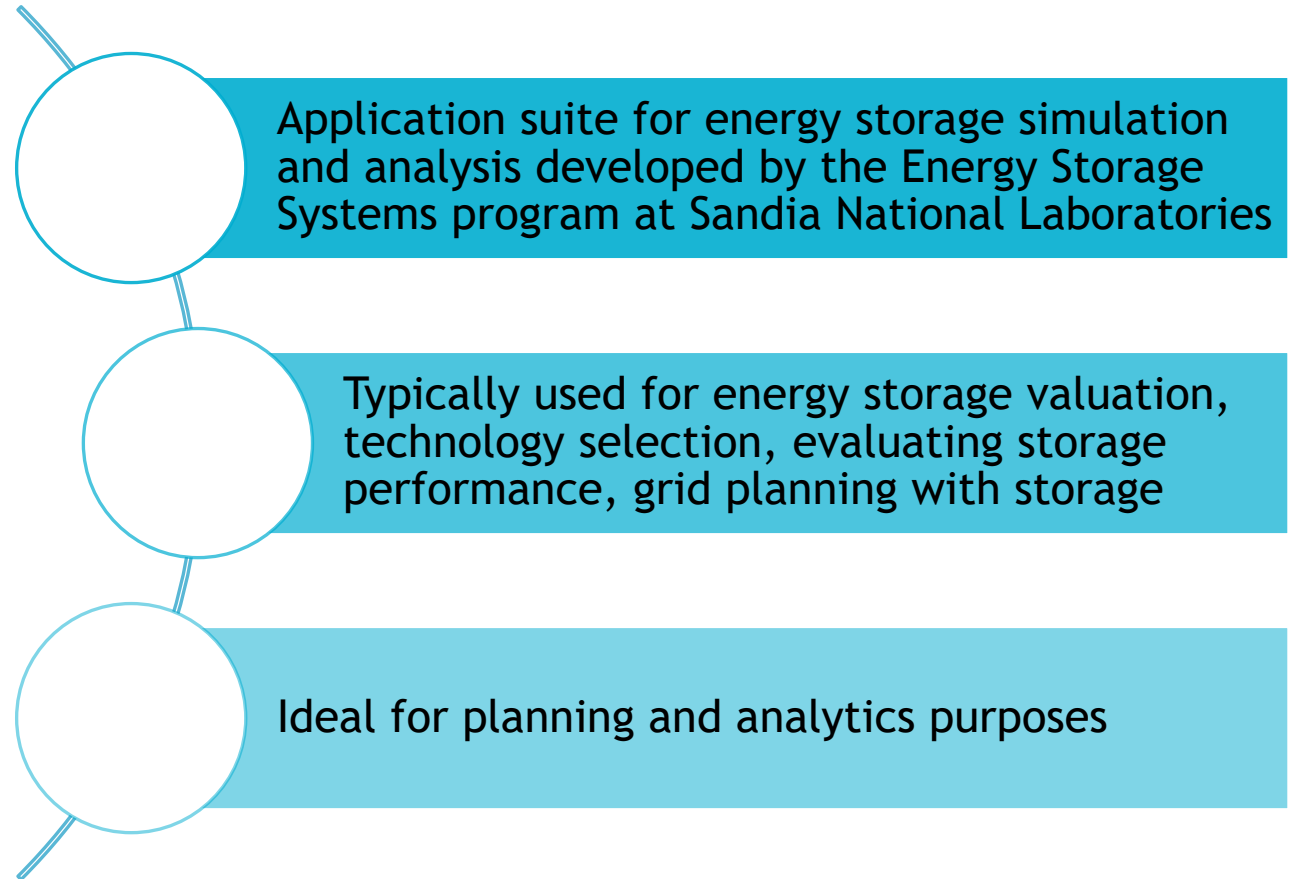 Application suite for energy storage simulation
and analysis developed by the Energy Storage
Systems program at Sandia National Laboratories
Typically used for energy storage valuation,
technology selection, evaluating storage
performance, grid planning with storage
Ideal for planning and analytics purposes